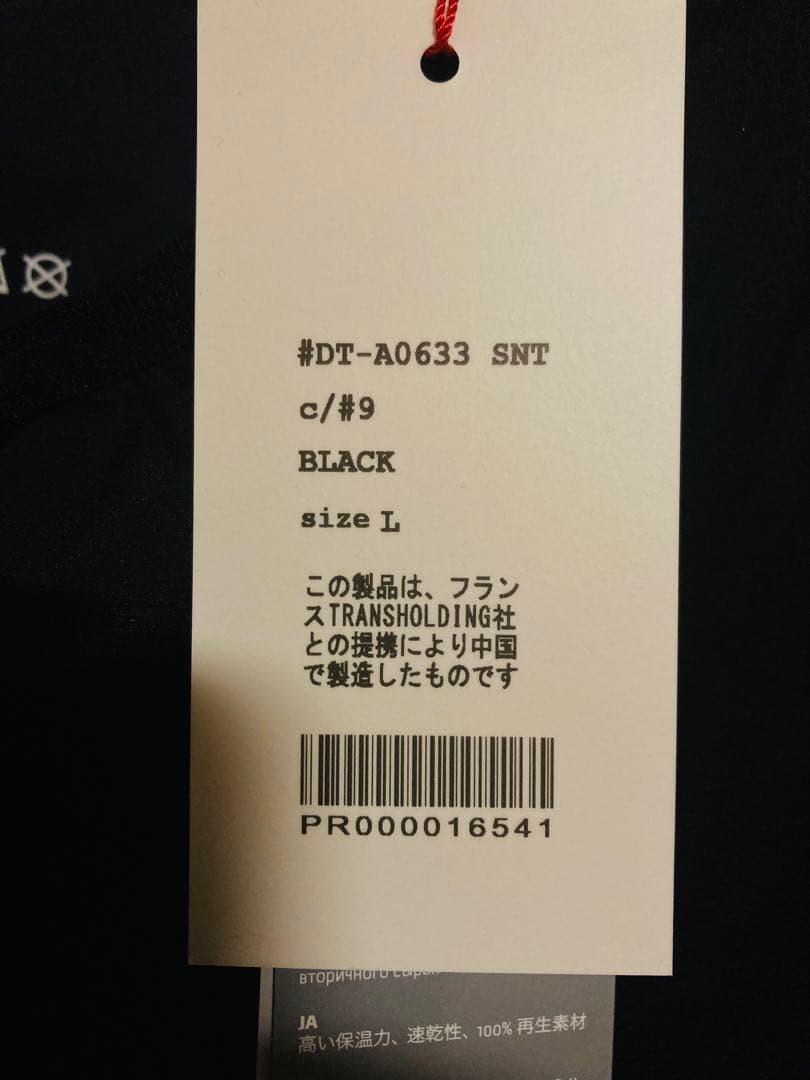 #DT-A0633 SNT
c/#9
BLACK
size L
この製品は、フラン
スTRANSHOLDING社
との提携により中国
で製造したものです
PR000016541
вторичного сырья
JA
高い保温力、速乾性、100% 再生素材